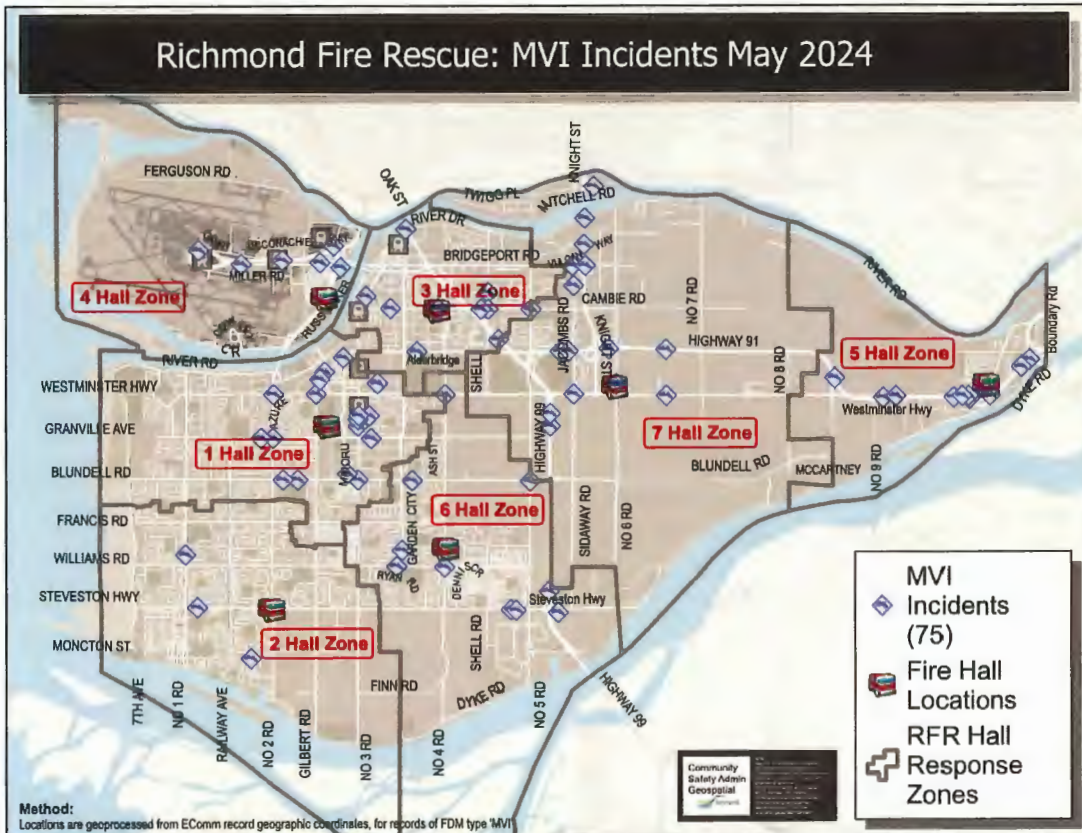 Richmond Fire Rescue: MVI Incidents May 2024
FERGUSON RD
OAK ST
TWIGG PL
KNIGHT ST
MITCHELL RD
RIVER DR
BRIDGEPORT RD
MILLER RD
4 Hall Zone
3 Hall Zone
CAMBIE RD
NO 7 RD
RIVER RD
Boundary Rd
RIVER RD
Alderbridge
SHELL
JACOMBS RD
HIGHWAY 91
NO 8 RD
5 Hall Zone
DYKE RD
WESTMINSTER HWY
AZURE
Westminster Hwy
GRANVILLE AVE
1 Hall Zone
MINORU
ASH ST
HIGHWAY 99
7 Hall Zone
BLUNDELL RD
BLUNDELL RD
MCCARTNEY
NO 9 RD
FRANCIS RD
GARDEN CITY
6 Hall Zone
SIDAWAY RD
NO 6 RD
WILLIAMS RD
RYAN RD
DENNIS CR
STEVESTON HWY
Steveston Hwy
MONCTON ST
2 Hall Zone
SHELL RD
FINN RD
DYKE RD
HIGHWAY 99
7TH AVE
NO 1 RD
RAILWAY AVE
NO 2 RD
GILBERT RD
NO 3 RD
NO 4 RD
NO 5 RD
MVI
Incidents
(75)
Fire Hall
Locations
RFR Hall
Response
Zones
Community
Safety Admin
Geospatial
Method:
Locations are geoprocessed from EComm record geographic coordinates, for records of FDM type 'MVI'